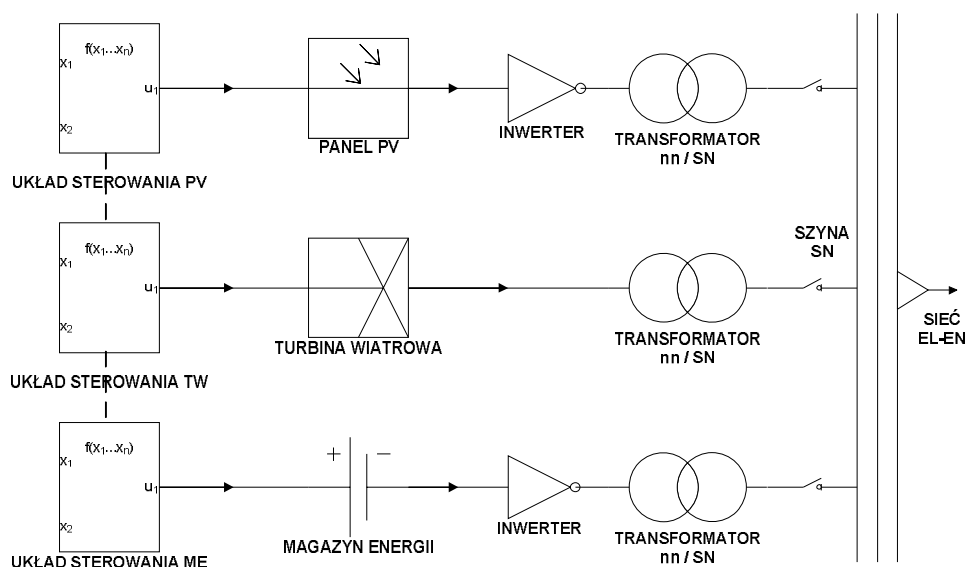 f(x1...xn)
x1
u1
x2
UKŁAD STEROWANIA PV
PANEL PV
INWERTER
TRANSFORMATOR
nn / SN
f(x1...xn)
x1
u1
x2
UKŁAD STEROWANIA TW
TURBINA WIATROWA
TRANSFORMATOR
nn / SN
SZYNA
SN
SIEĆ
EL-EN
f(x1...xn)
x1
u1
x2
UKŁAD STEROWANIA ME
+ −
MAGAZYN ENERGII
INWERTER
TRANSFORMATOR
nn / SN